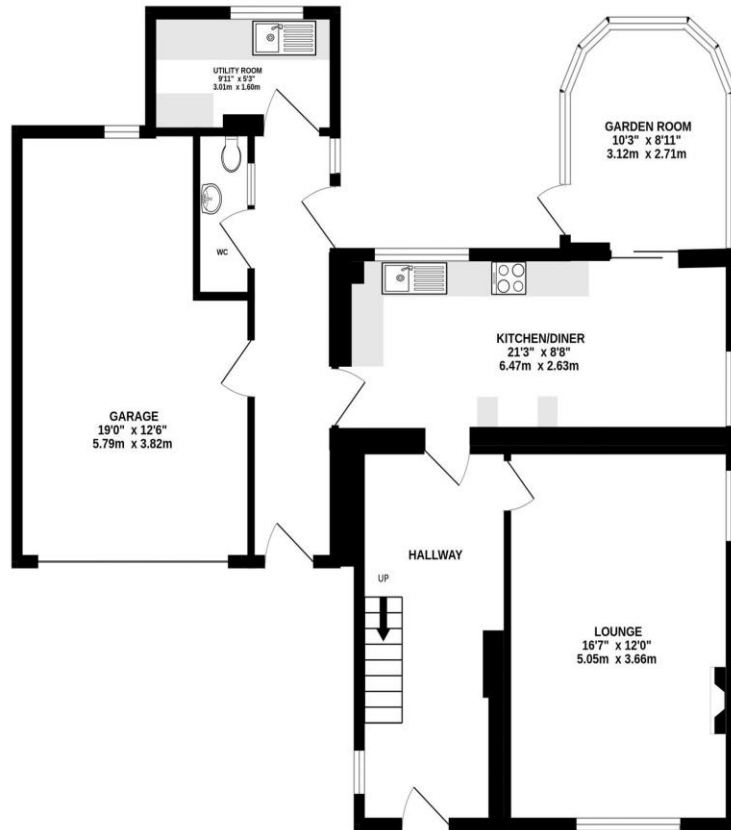 UTILITY ROOM
9'11" x 5'3"
3.01m x 1.60m
GARDEN ROOM
10'3" x 8'11"
3.12m x 2.71m
WC
KITCHEN/DINER
21'3" x 8'8"
6.47m x 2.63m
GARAGE
19'0" x 12'6"
5.79m x 3.82m
HALLWAY
UP
LOUNGE
16'7" x 12'0"
5.05m x 3.66m